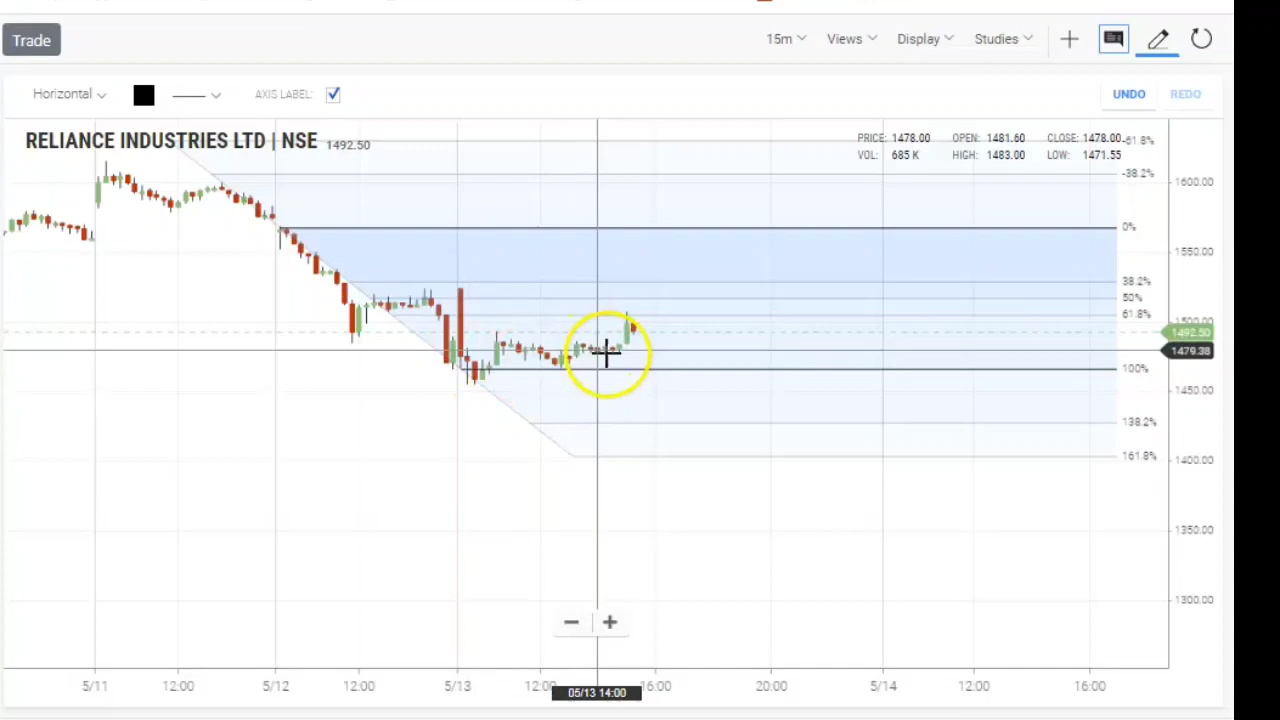 Trade
15m Views Display Studies
Horizontal AXIS LABEL: UNDO REDO
RELIANCE INDUSTRIES LTD | NSE 1492.50
PRICE: 1478.00 OPEN: 1481.60 CLOSE: 1478.00
VOL: 685 K HIGH: 1483.00 LOW: 1471.55
-61.8%
-38.2%
0%
38.2%
50%
61.8%
100%
138.2%
161.8%
1600.00
1550.00
1500.00
1492.50
1479.38
1450.00
1400.00
1350.00
1300.00
5/11 12:00 5/12 12:00 5/13 12:00 16:00 20:00 5/14 12:00 16:00
05/13 14:00